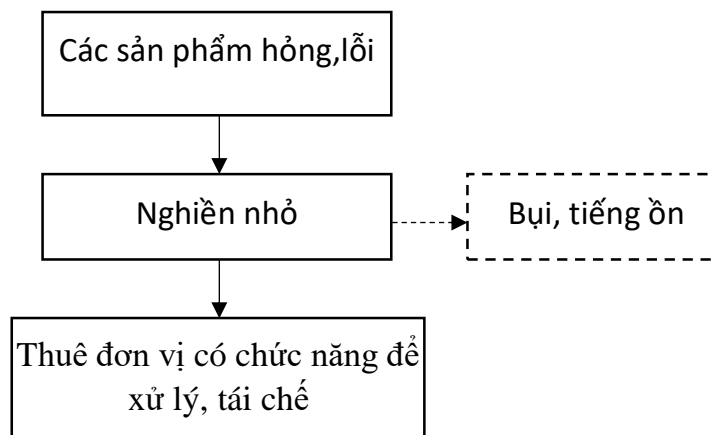 Các sản phẩm hỏng,lỗi
Nghiền nhỏ
Bụi, tiếng ồn
Thuê đơn vị có chức năng để
xử lý, tái chế